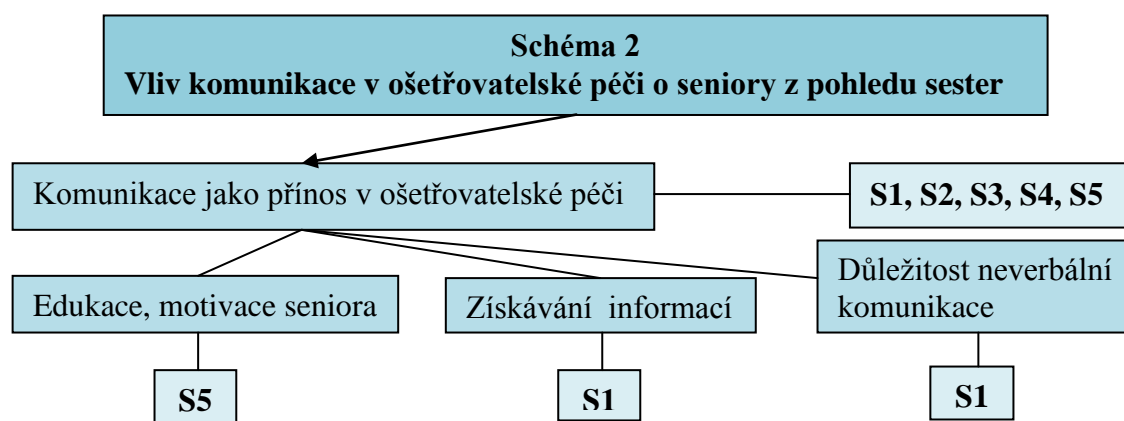 Schéma 2
Vliv komunikace v ošetřovatelské péči o seniory z pohledu sester
Komunikace jako přínos v ošetřovatelské péči
S1, S2, S3, S4, S5
Edukace, motivace seniora
Získávání informací
Důležitost neverbální
komunikace
S5
S1
S1